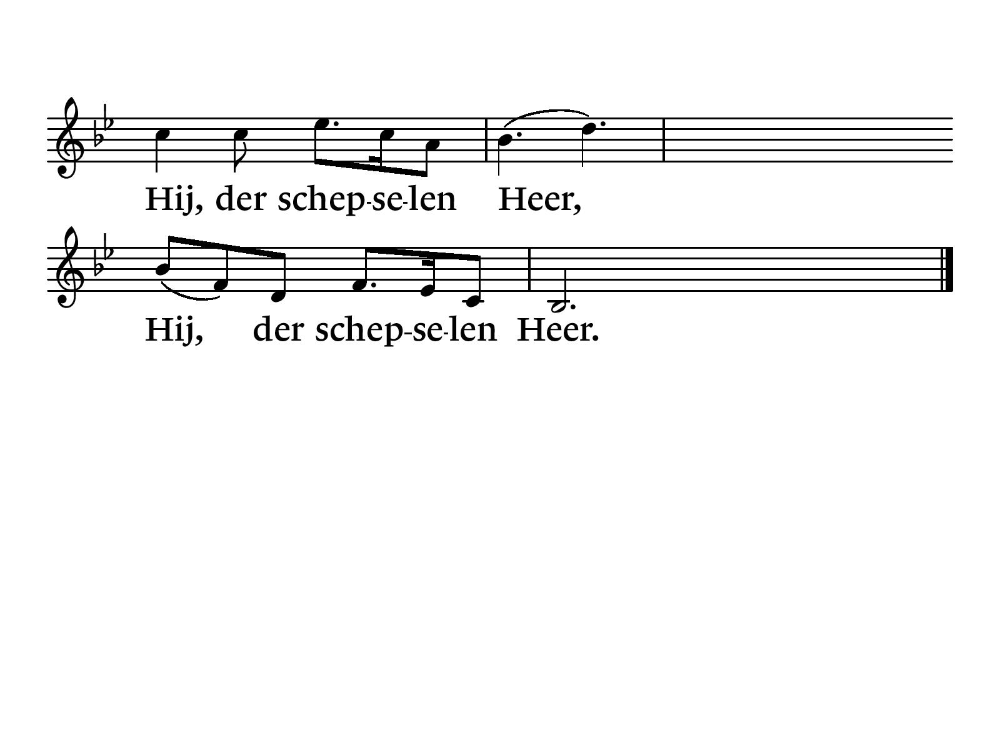 Hij, der schep-se-len Heer,
Hij, der schep-se-len Heer.